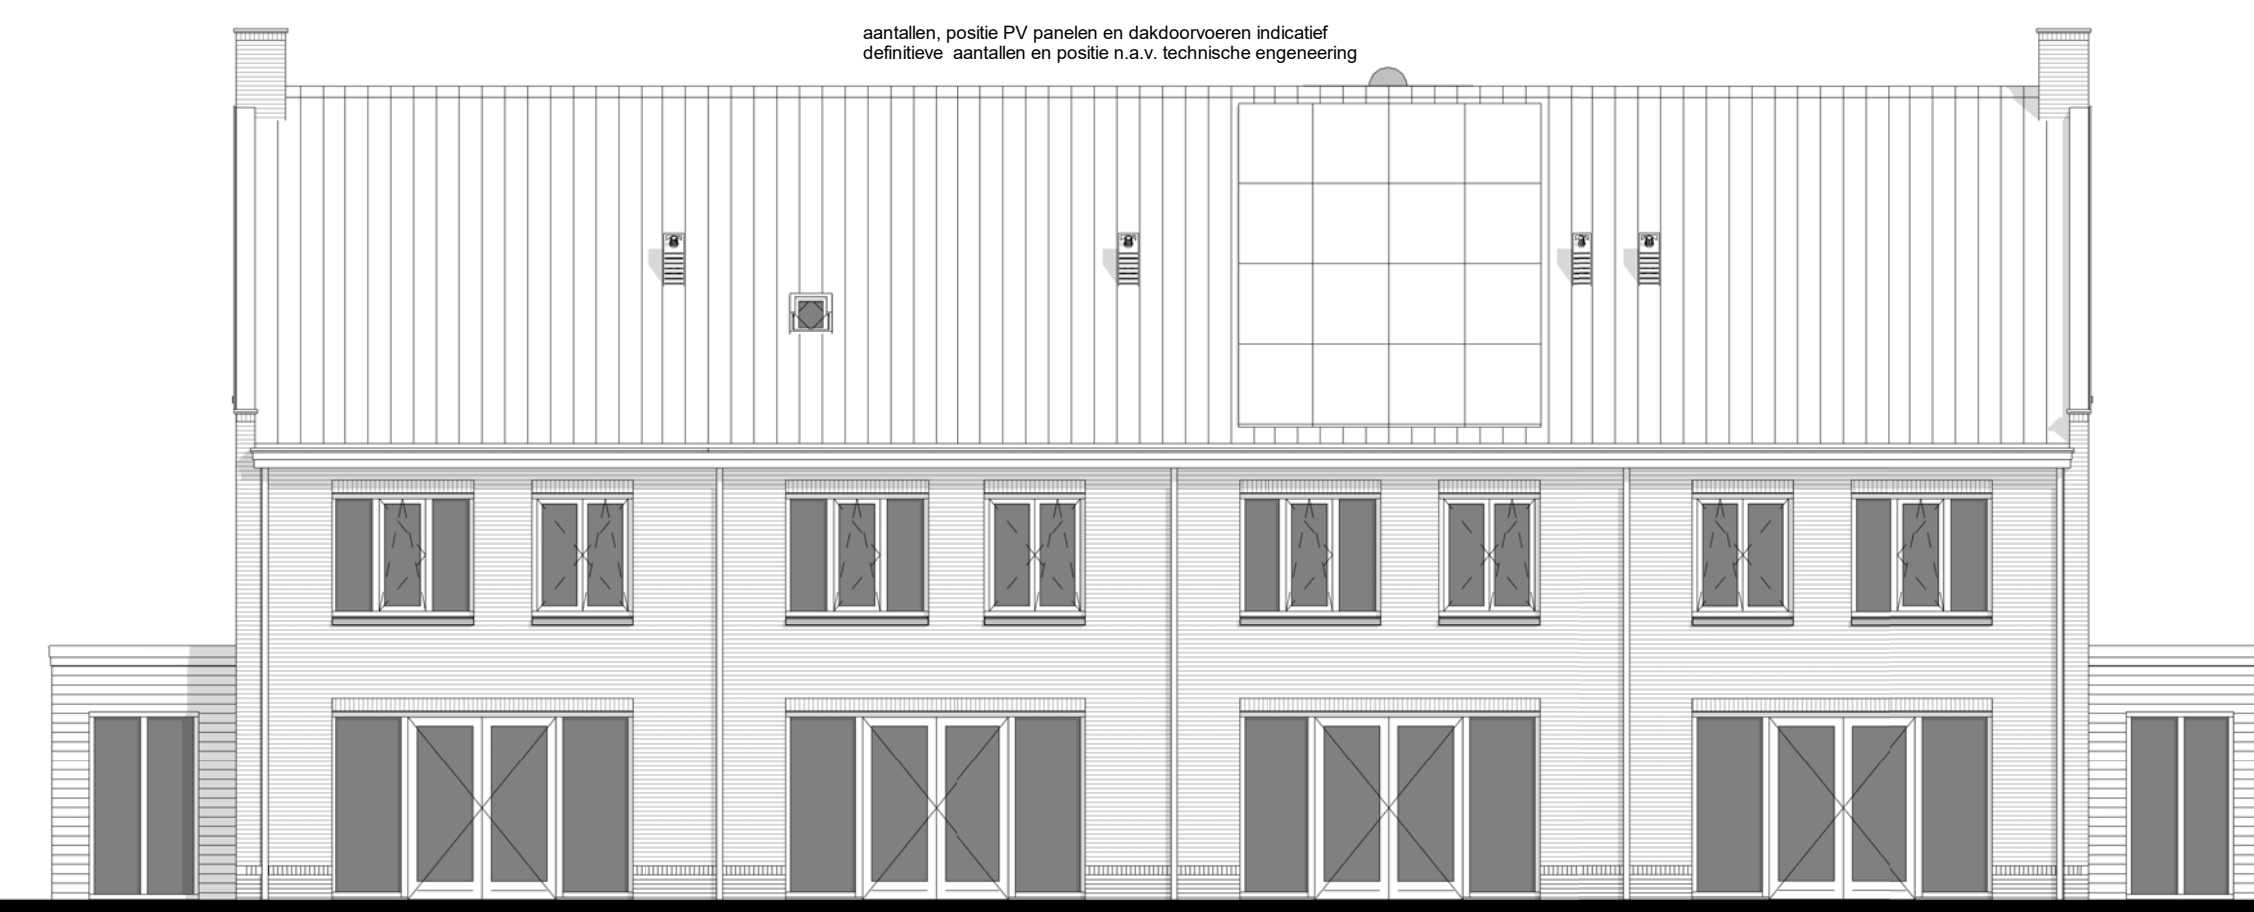 aantallen, positie PV panelen en dakdoorvoeren indicatief
definitieve aantallen en positie n.a.v. technische engeneering